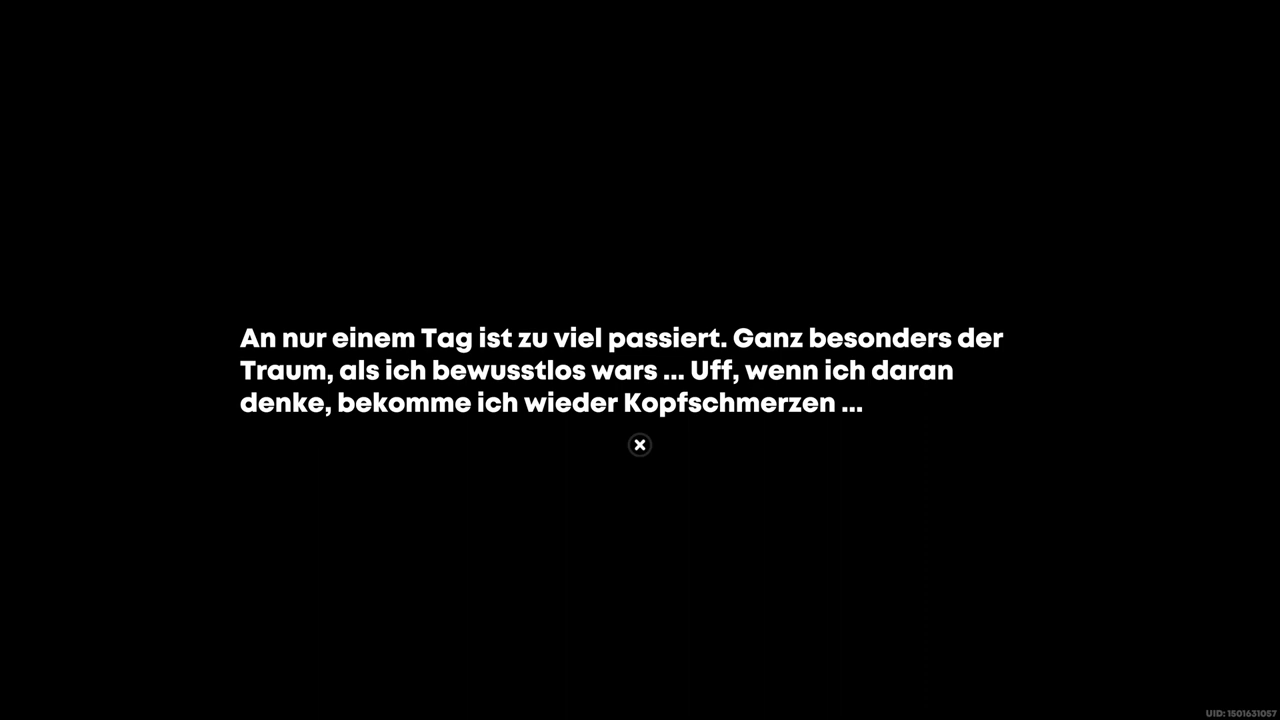 An nur einem Tag ist zu viel passiert. Ganz besonders der
Traum, als ich bewusstlos wars ... Uff, wenn ich daran
denke, bekomme ich wieder Kopfschmerzen ...
UID: 1501631057